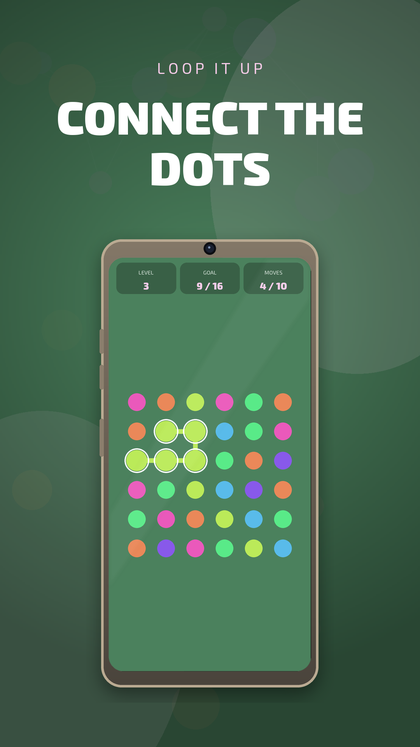 LOOP IT UP
CONNECT THE
DOTS
LEVEL
3
GOAL
9 / 16
MOVES
4 / 10